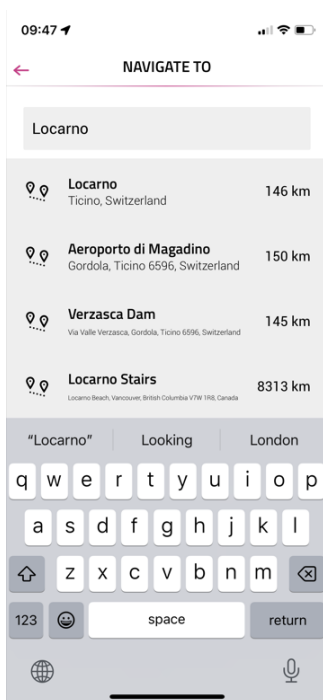 09:47
NAVIGATE TO
Locarno
Locarno
Ticino, Switzerland
146 km
Aeroporto di Magadino
Gordola, Ticino 6596, Switzerland
150 km
Verzasca Dam
Via Valle Verzasca, Gordola, Ticino 6596, Switzerland
145 km
Locarno Stairs
Locarno Beach, Vancouver, British Columbia V7W 1R8, Canada
8313 km
“Locarno” Looking London
q w e r t y u i o p
a s d f g h j k l
z x c v b n m
123 space return